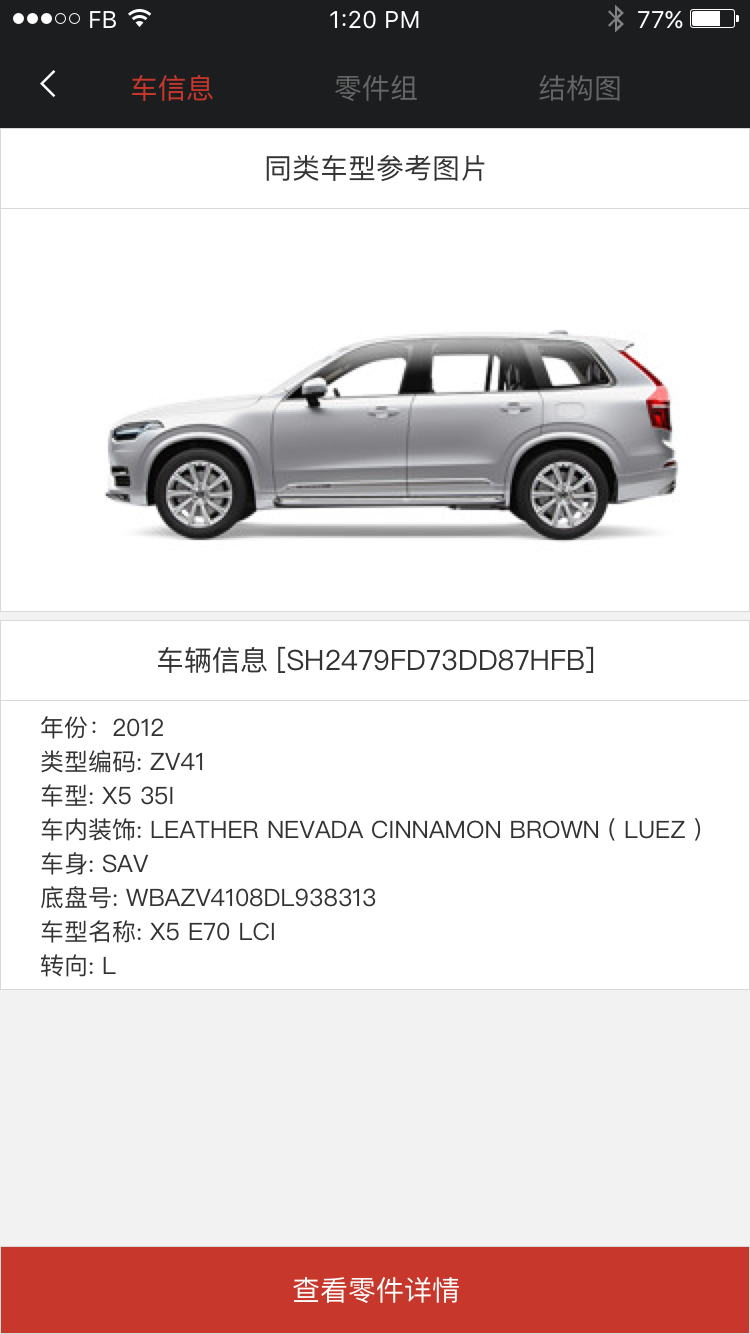 FB 1:20 PM 77%
车信息 零件组 结构图
同类车型参考图片
车辆信息 [SH2479FD73DD87HFB]
年份：2012
类型编码: ZV41
车型: X5 35I
车内装饰: LEATHER NEVADA CINNAMON BROWN ( LUEZ )
车身: SAV
底盘号: WBAZV4108DL938313
车型名称: X5 E70 LCI
转向: L
查看零件详情